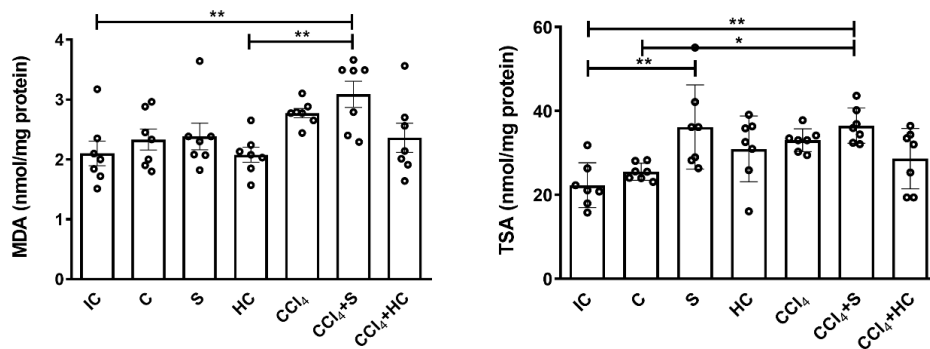 **
**
4
3
2
1
0
MDA (nmol/mg protein)
IC
C
S
HC
CCl₄
CCl₄+S
CCl₄+HC
**
*
**
60
40
20
0
TSA (nmol/mg protein)
IC
C
S
HC
CCl₄
CCl₄+S
CCl₄+HC